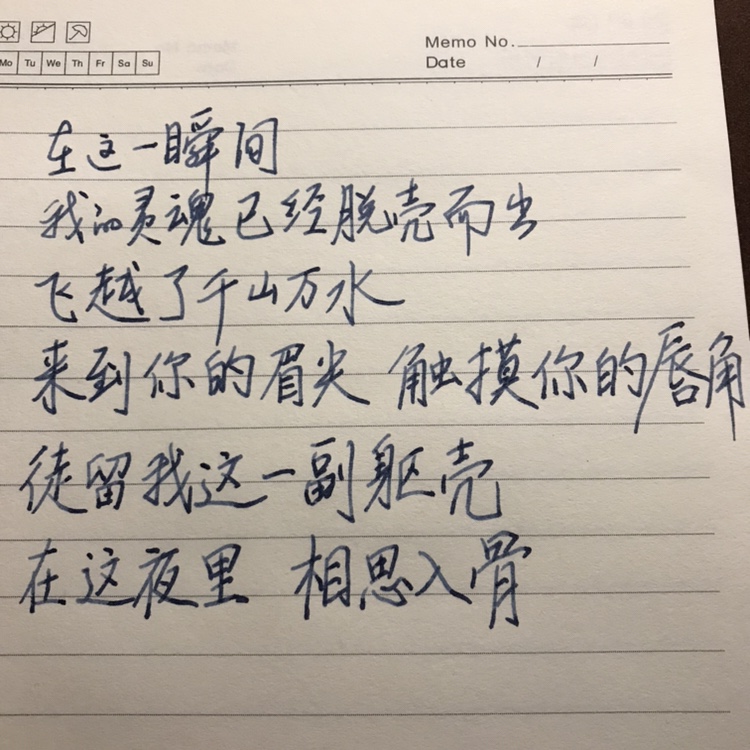 Memo No.
Mo Tu We Th Fr Sa Su
Date / /
在这一瞬间
我的灵魂已经脱壳而出
飞越了千山万水
来到你的眉尖 触摸你的唇角
徒留我这一副躯壳
在这夜里 相思入骨